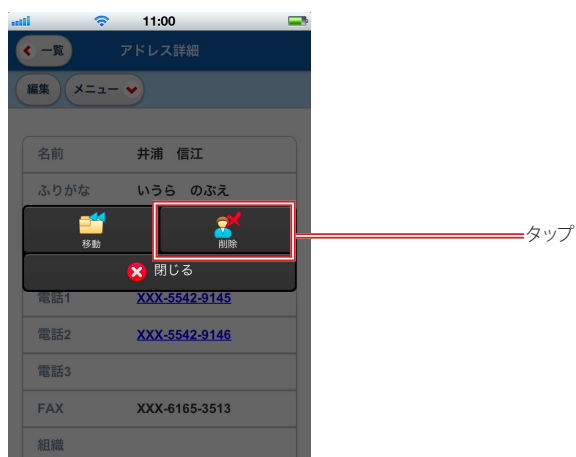 11:00
一覧 アドレス詳細
編集 メニュー
名前 井浦 信江
ふりがな いうら のぶえ
移動 削除
タップ
閉じる
電話1 XXX-5542-9145
電話2 XXX-5542-9146
電話3
FAX XXX-6165-3513
組織